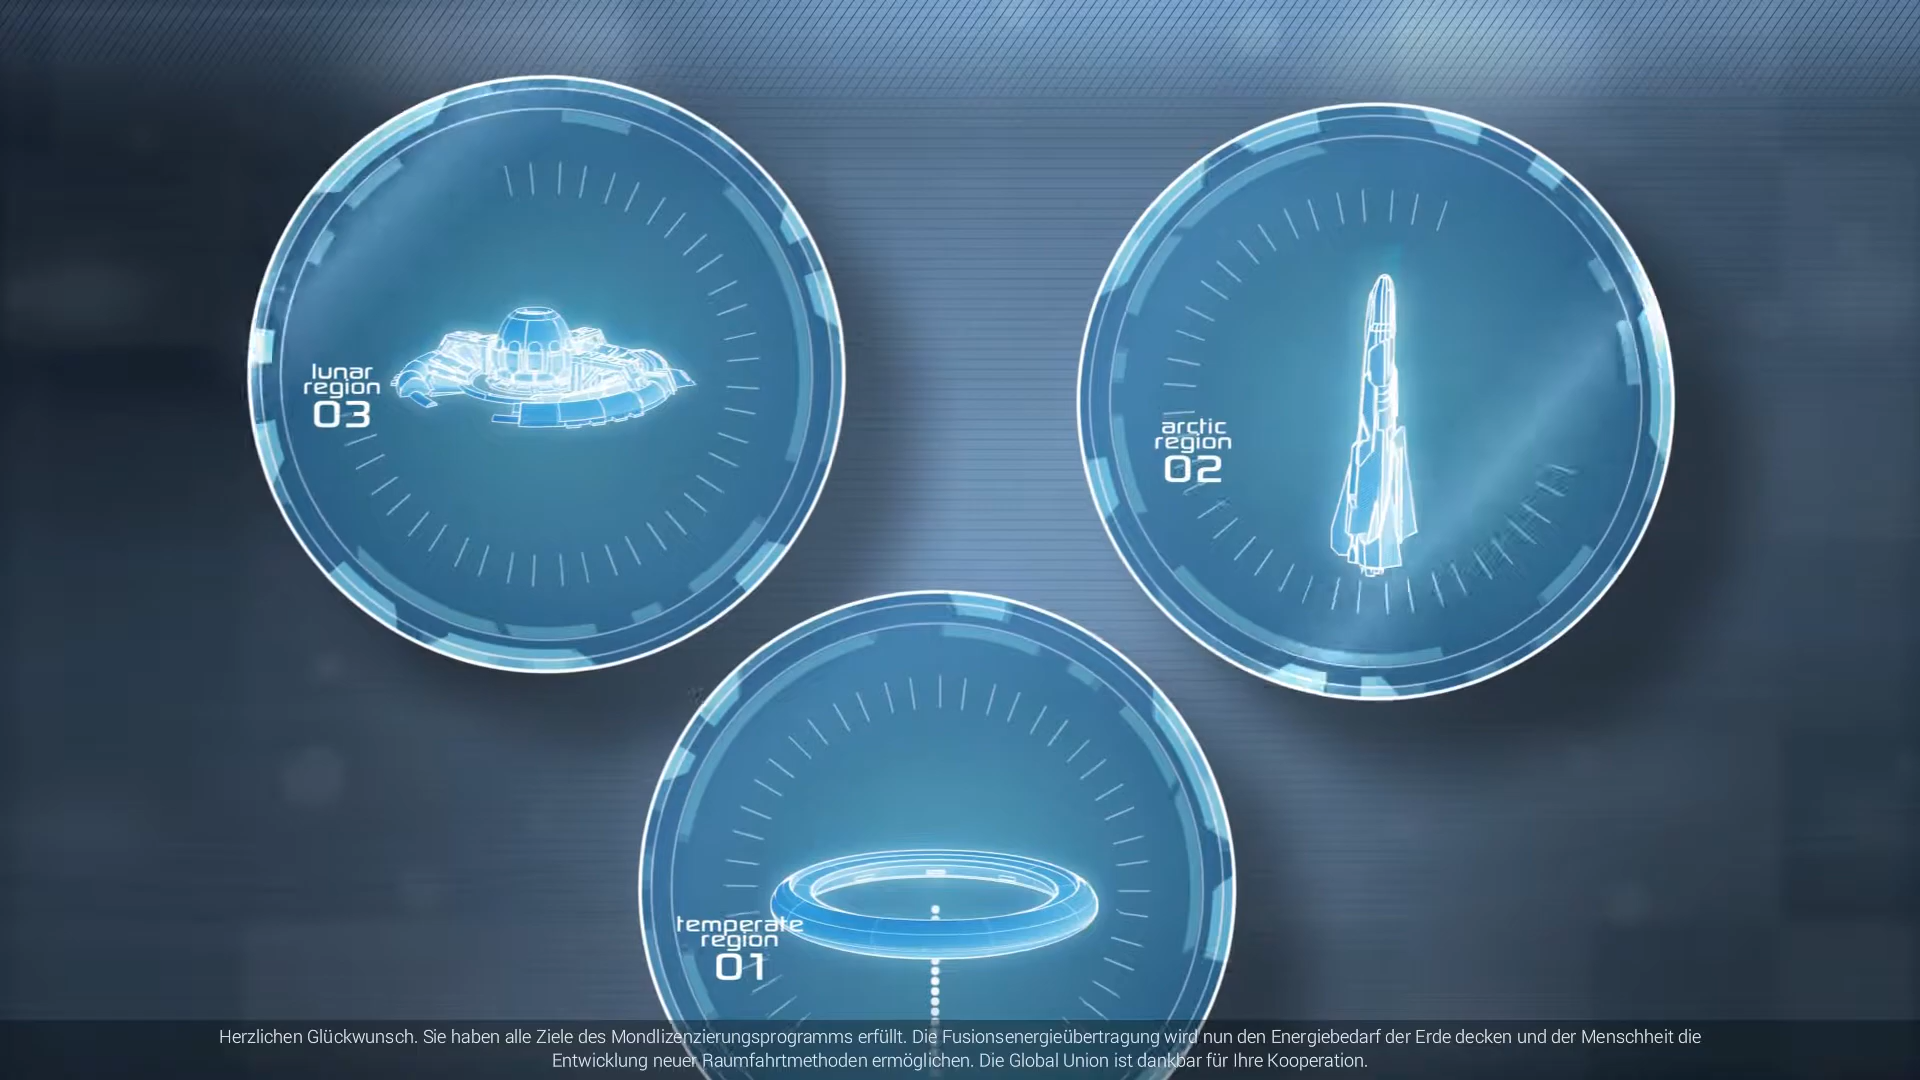 lunar
region
03
arctic
region
02
temperate
region
01
Herzlichen Glückwunsch. Sie haben alle Ziele des Mondlizenzierungsprogramms erfüllt. Die Fusionsenergieübertragung wird nun den Energiebedarf der Erde decken und der Menschheit die
Entwicklung neuer Raumfahrtmethoden ermöglichen. Die Global Union ist dankbar für Ihre Kooperation.